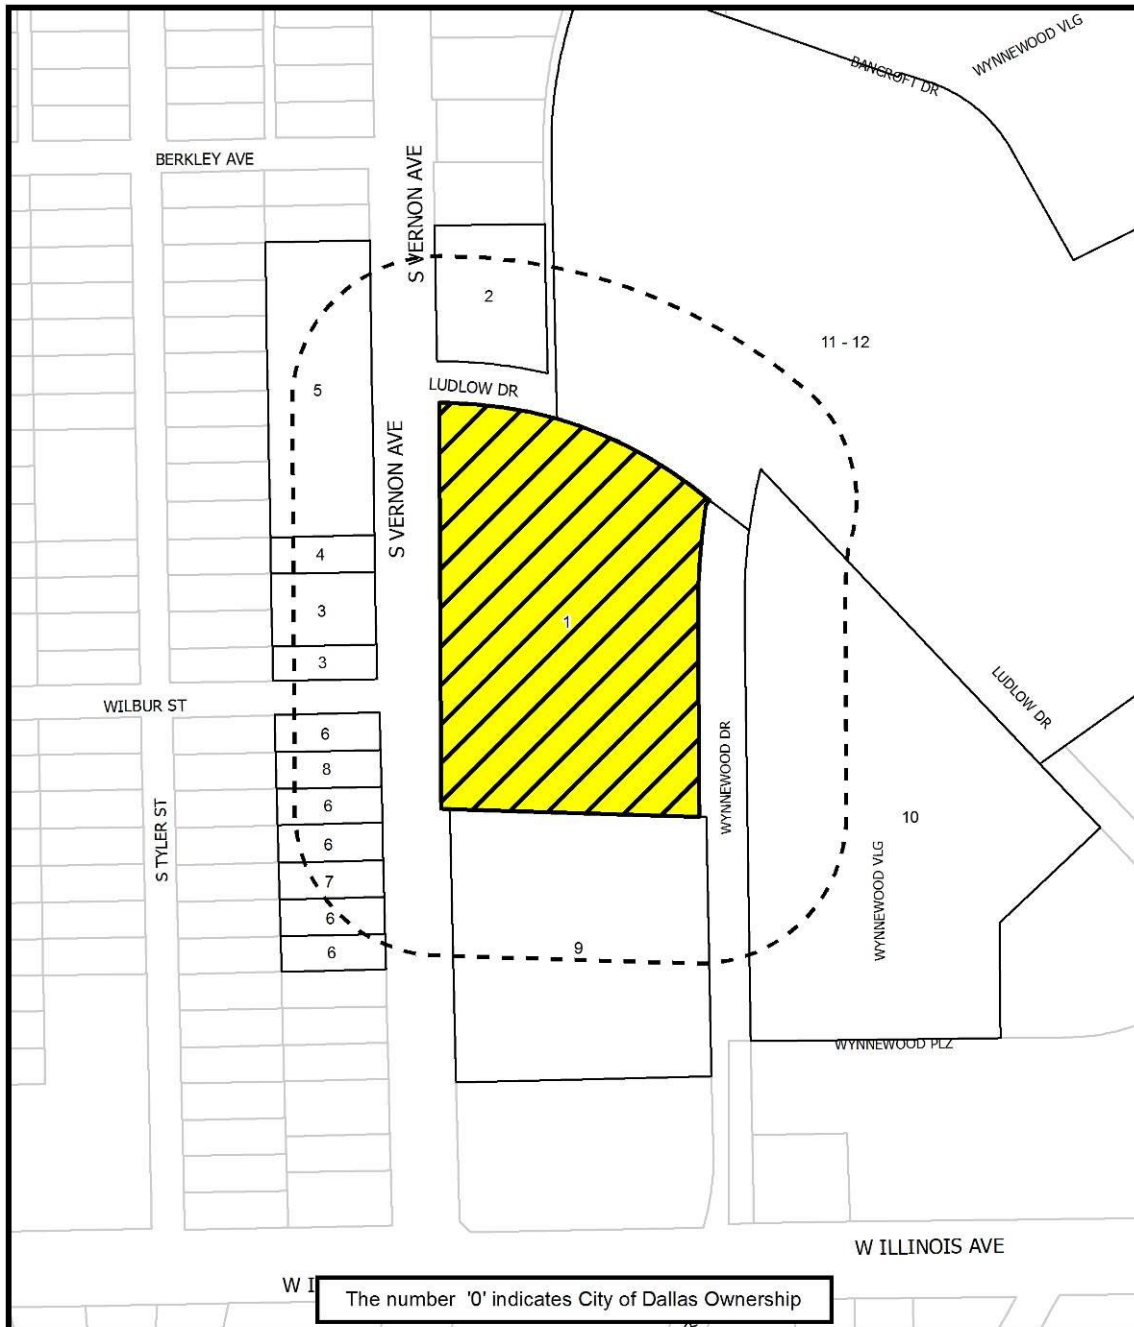 WYNNEWOOD VLG
BANCROFT DR
BERKLEY AVE
S VERNON AVE
2
11 - 12
5
LUDLOW DR
S VERNON AVE
4
3
1
3
LUDLOW DR
WILBUR ST
6
8
WYNNEWOOD DR
6
10
S TYLER ST
6
7
WYNNEWOOD VLG
6
9
6
WYNNEWOOD PLZ
W ILLINOIS AVE
W I
The number '0' indicates City of Dallas Ownership